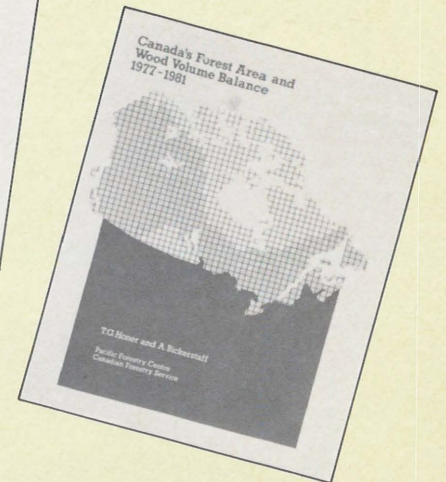 Canada's Forest Area and
Wood Volume Balance
1977-1981
T.G. Honer and A. Bickerstaff
Pacific Forestry Centre
Canadian Forestry Service